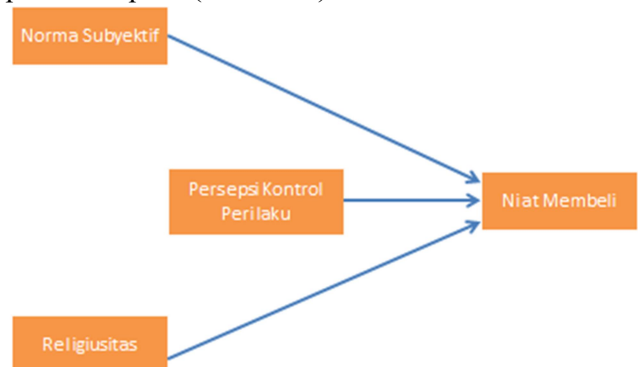 Norma Subyektif
Persepsi Kontrol
Perilaku
Niat Membeli
Religiusitas